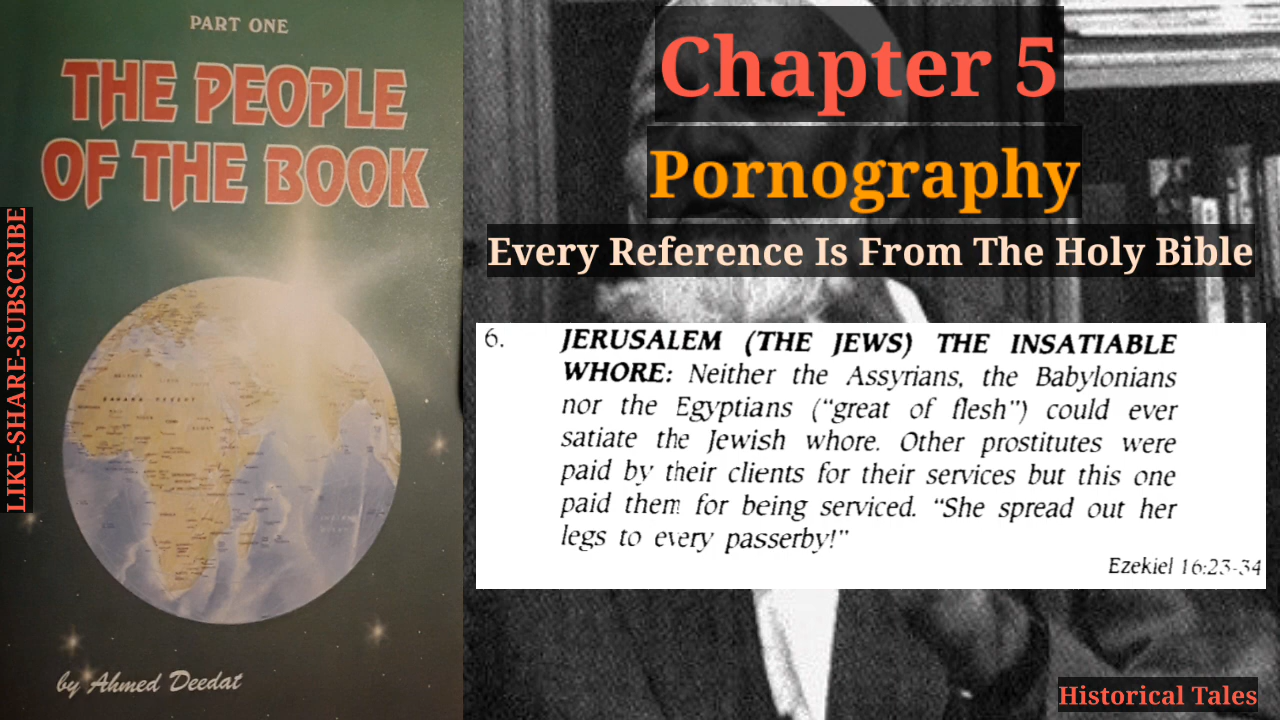 PART ONE
THE PEOPLE
OF THE BOOK
by Ahmed Deedat
LIKE-SHARE-SUBSCRIBE
Chapter 5
Pornography
Every Reference Is From The Holy Bible
6. JERUSALEM (THE JEWS) THE INSATIABLE
WHORE: Neither the Assyrians, the Babylonians
nor the Egyptians ("great of flesh") could ever
satiate the Jewish whore. Other prostitutes were
paid by their clients for their services but this one
paid them for being serviced. "She spread out her
legs to every passerby!"
Ezekiel 16:23-34
Historical Tales